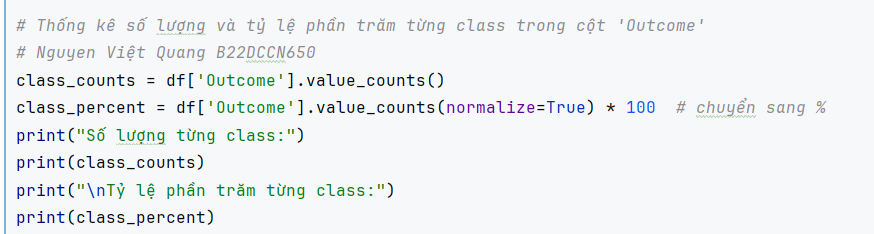 # Thống kê số lượng và tỷ lệ phần trăm từng class trong cột 'Outcome'
# Nguyen Việt Quang B22DCCN650
class_counts = df['Outcome'].value_counts()
class_percent = df['Outcome'].value_counts(normalize=True) * 100  # chuyển sang %
print("Số lượng từng class:")
print(class_counts)
print("\nTỷ lệ phần trăm từng class:")
print(class_percent)